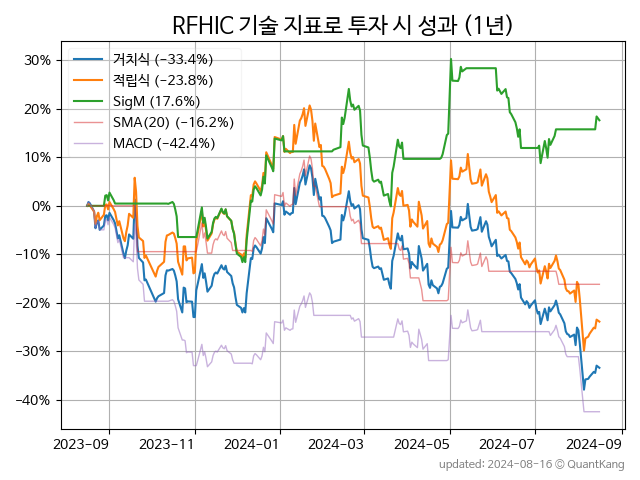 RFHIC 기술 지표로 투자 시 성과 (1년)
거치식 (−33.4%)
적립식 (−23.8%)
SigM (17.6%)
SMA(20) (−16.2%)
MACD (−42.4%)
30%
20%
10%
0%
−10%
−20%
−30%
−40%
2023-09 2023-11 2024-01 2024-03 2024-05 2024-07 2024-09
updated: 2024-08-16 © QuantKang